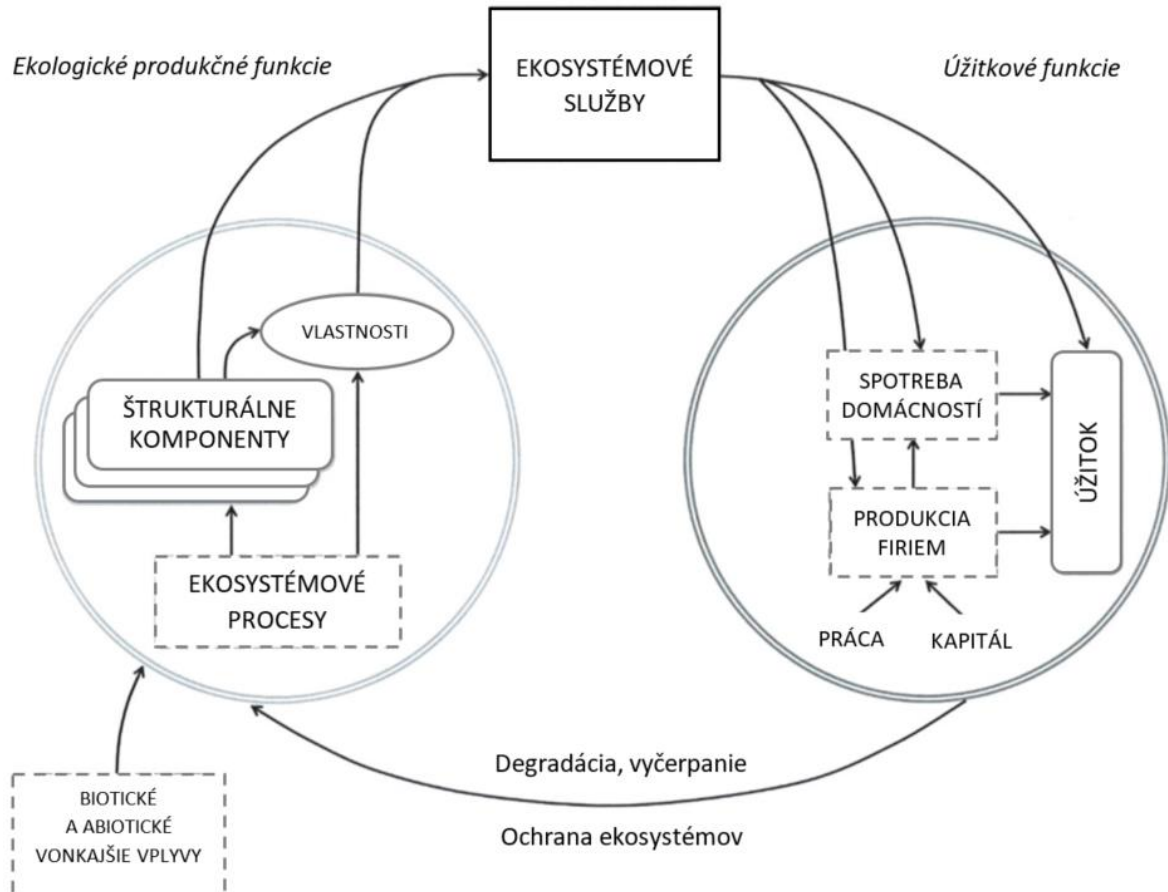 Ekologické produkčné funkcie
EKOSYSTÉMOVÉ
SLUŽBY
Úžitkové funkcie
VLASTNOSTI
ŠTRUKTURÁLNE
KOMPONENTY
EKOSYSTÉMOVÉ
PROCESY
SPOTREBA
DOMÁCNOSTÍ
PRODUKCIA
FIRIEM
ÚŽITOK
PRÁCA
KAPITÁL
Degradácia, vyčerpanie
Ochrana ekosystémov
BIOTICKÉ
A ABIOTICKÉ
VONKAJŠIE VPLYVY